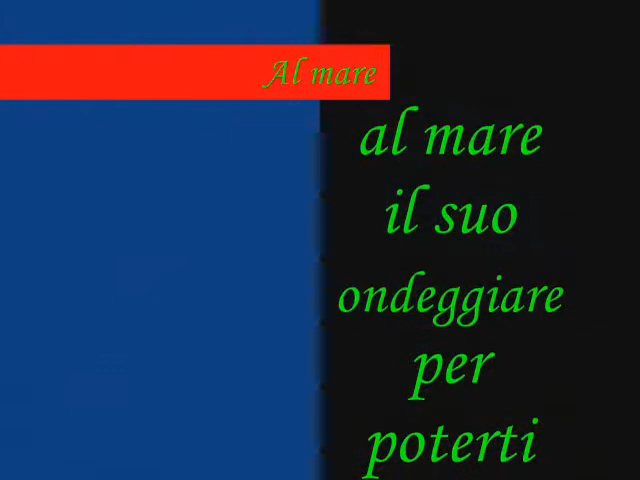 Al mare
al mare
il suo
ondeggiare
per
poterti